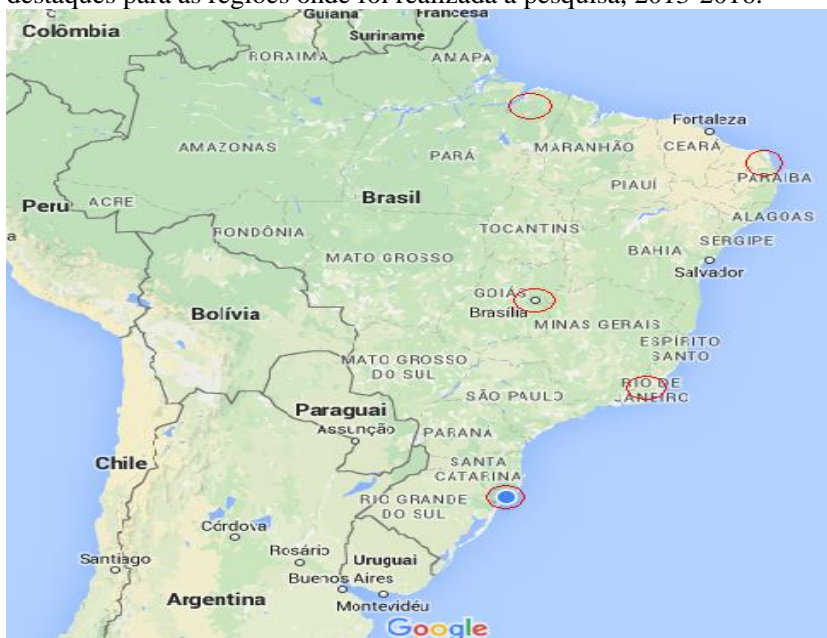 destaques para as regiões onde foi realizada a pesquisa, 2015-2016.
Guiana Francesa
Suriname
Colômbia
RORAIMA
AMAPÁ
Fortaleza
AMAZONAS
PARÁ
MARANHÃO
CEARÁ
PARAÍBA
PIAUÍ
Brasil
Peru
ACRE
ALAGOAS
TOCANTINS
RONDÔNIA
SERGIPE
BAHIA
MATO GROSSO
Salvador
GOIÁS
Bolívia
Brasília
MINAS GERAIS
ESPÍRITO
SANTO
MATO GROSSO
DO SUL
RIO DE
JANEIRO
SÃO PAULO
Paraguai
Assunção
PARANÁ
Chile
SANTA
CATARINA
RIO GRANDE
DO SUL
Córdova
Rosário
Santiago
Uruguai
Buenos Aires
Argentina
Montevidéu
Google